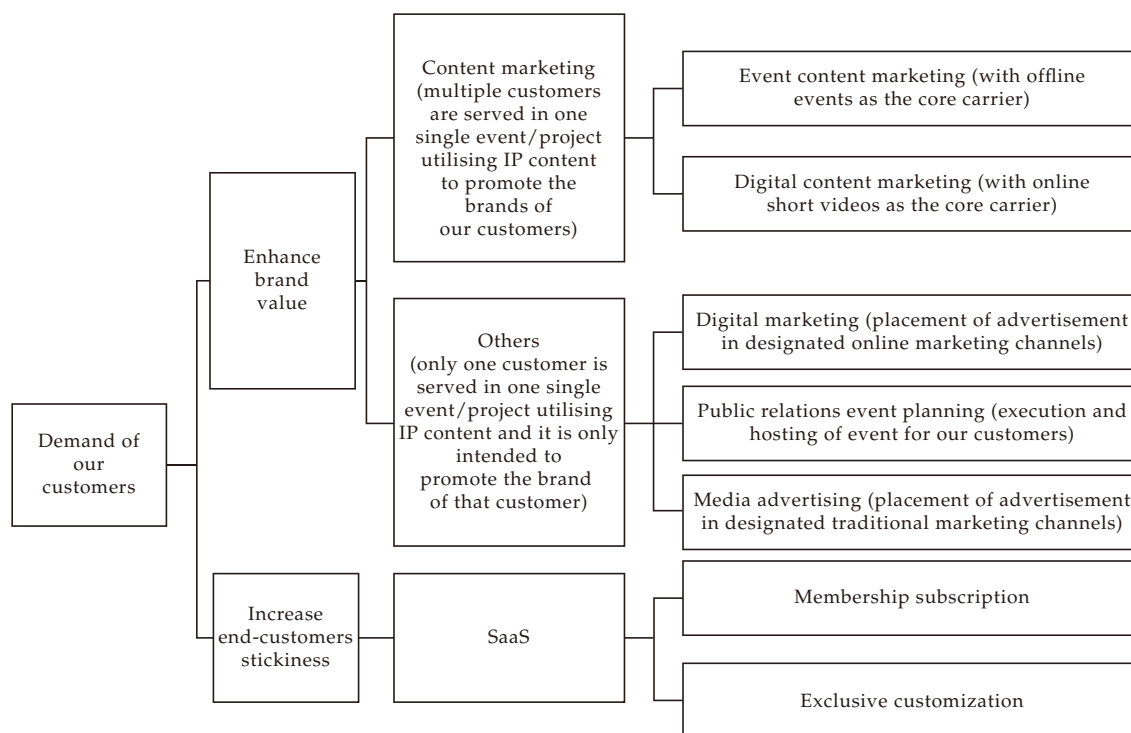 Demand of
our
customers
Enhance
brand
value
Increase
end-customers
stickiness
Content marketing
(multiple customers
are served in one
single event/project
utilising IP content
to promote the
brands of
our customers)
Others
(only one customer is
served in one single
event/project utilising
IP content and it is only
intended to
promote the brand
of that customer)
SaaS
Event content marketing (with offline
events as the core carrier)
Digital content marketing (with online
short videos as the core carrier)
Digital marketing (placement of advertisement
in designated online marketing channels)
Public relations event planning (execution and
hosting of event for our customers)
Media advertising (placement of advertisement
in designated traditional marketing channels)
Membership subscription
Exclusive customization